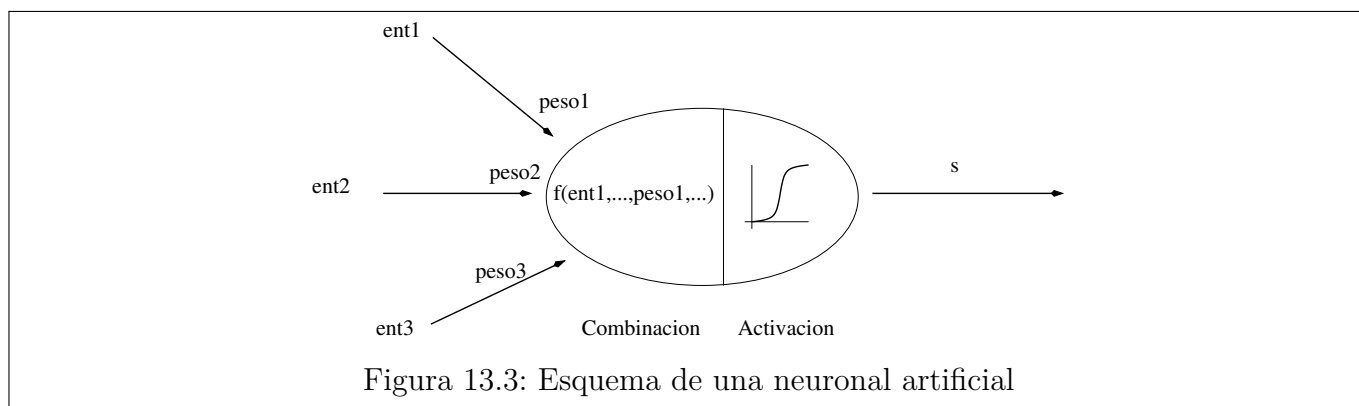 ent1
peso1
peso2
ent2
f(ent1,...,peso1,...)
s
peso3
ent3
Combinacion
Activacion
Figura 13.3: Esquema de una neuronal artificial